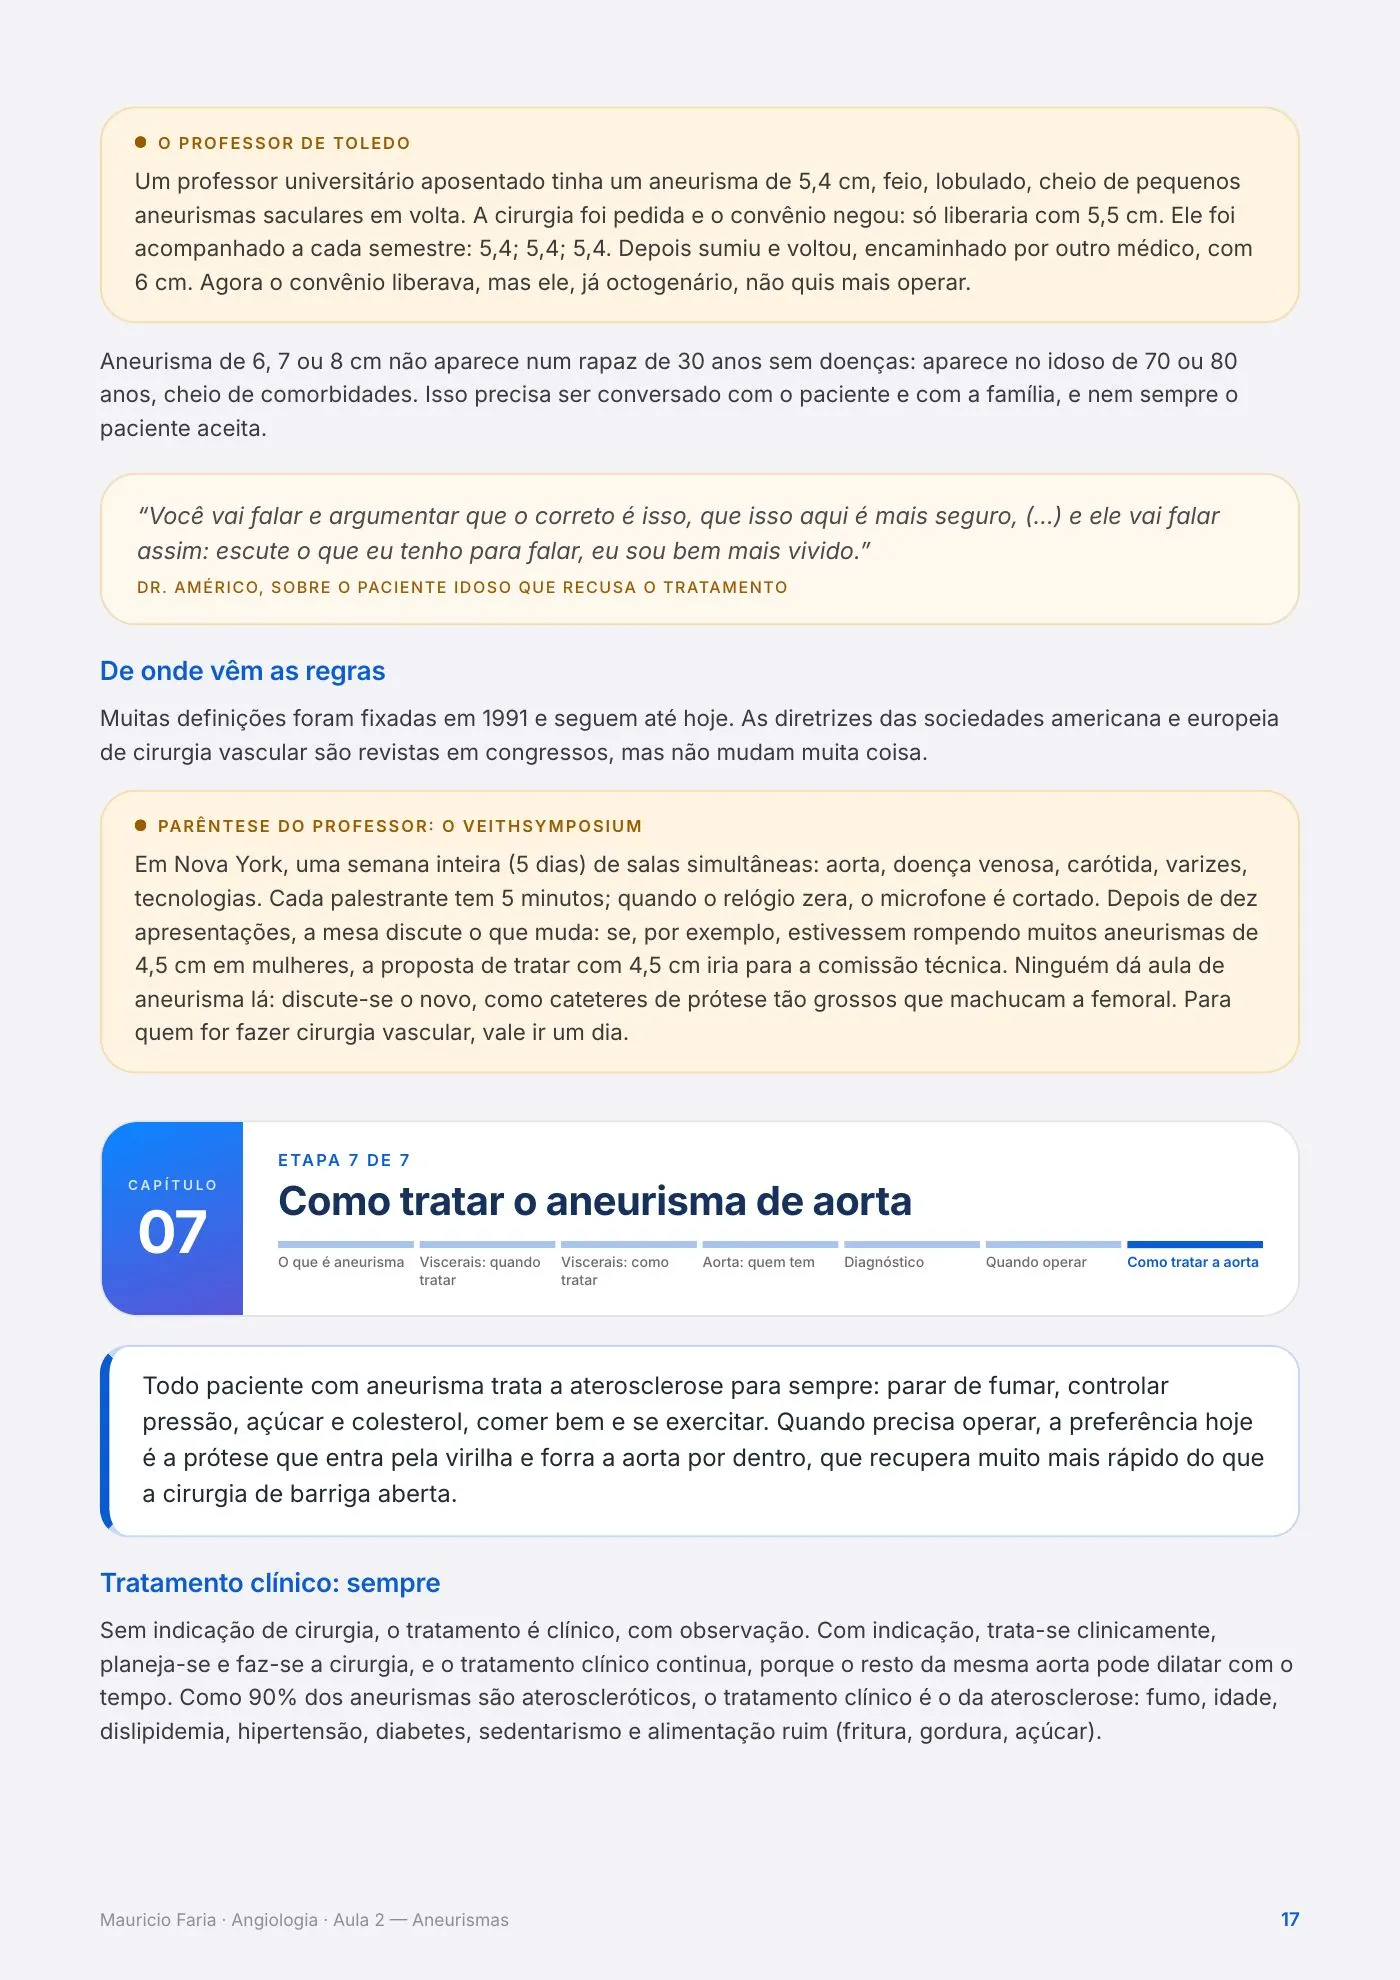 O PROFESSOR DE TOLEDO
Um professor universitário aposentado tinha um aneurisma de 5,4 cm, feio, lobulado, cheio de pequenos
aneurismas saculares em volta. A cirurgia foi pedida e o convênio negou: só liberaria com 5,5 cm. Ele foi
acompanhado a cada semestre: 5,4; 5,4; 5,4. Depois sumiu e voltou, encaminhado por outro médico, com
6 cm. Agora o convênio liberava, mas ele, já octogenário, não quis mais operar.
Aneurisma de 6, 7 ou 8 cm não aparece num rapaz de 30 anos sem doenças: aparece no idoso de 70 ou 80
anos, cheio de comorbidades. Isso precisa ser conversado com o paciente e com a família, e nem sempre o
paciente aceita.
“Você vai falar e argumentar que o correto é isso, que isso aqui é mais seguro, (...) e ele vai falar
assim: escute o que eu tenho para falar, eu sou bem mais vivido.”
DR. AMÉRICO, SOBRE O PACIENTE IDOSO QUE RECUSA O TRATAMENTO
De onde vêm as regras
Muitas definições foram fixadas em 1991 e seguem até hoje. As diretrizes das sociedades americana e europeia
de cirurgia vascular são revistas em congressos, mas não mudam muita coisa.
PARÊNTESE DO PROFESSOR: O VEITHSYMPOSIUM
Em Nova York, uma semana inteira (5 dias) de salas simultâneas: aorta, doença venosa, carótida, varizes,
tecnologias. Cada palestrante tem 5 minutos; quando o relógio zera, o microfone é cortado. Depois de dez
apresentações, a mesa discute o que muda: se, por exemplo, estivessem rompendo muitos aneurismas de
4,5 cm em mulheres, a proposta de tratar com 4,5 cm iria para a comissão técnica. Ninguém dá aula de
aneurisma lá: discute-se o novo, como cateteres de prótese tão grossos que machucam a femoral. Para
quem for fazer cirurgia vascular, vale ir um dia.
CAPÍTULO
07
ETAPA 7 DE 7
Como tratar o aneurisma de aorta
O que é aneurisma
Viscerais: quando
tratar
Viscerais: como
tratar
Aorta: quem tem
Diagnóstico
Quando operar
Como tratar a aorta
Todo paciente com aneurisma trata a aterosclerose para sempre: parar de fumar, controlar
pressão, açúcar e colesterol, comer bem e se exercitar. Quando precisa operar, a preferência hoje
é a prótese que entra pela virilha e forra a aorta por dentro, que recupera muito mais rápido do que
a cirurgia de barriga aberta.
Tratamento clínico: sempre
Sem indicação de cirurgia, o tratamento é clínico, com observação. Com indicação, trata-se clinicamente,
planeja-se e faz-se a cirurgia, e o tratamento clínico continua, porque o resto da mesma aorta pode dilatar com o
tempo. Como 90% dos aneurismas são ateroscleróticos, o tratamento clínico é o da aterosclerose: fumo, idade,
dislipidemia, hipertensão, diabetes, sedentarismo e alimentação ruim (fritura, gordura, açúcar).
Mauricio Faria · Angiologia · Aula 2 — Aneurismas
17